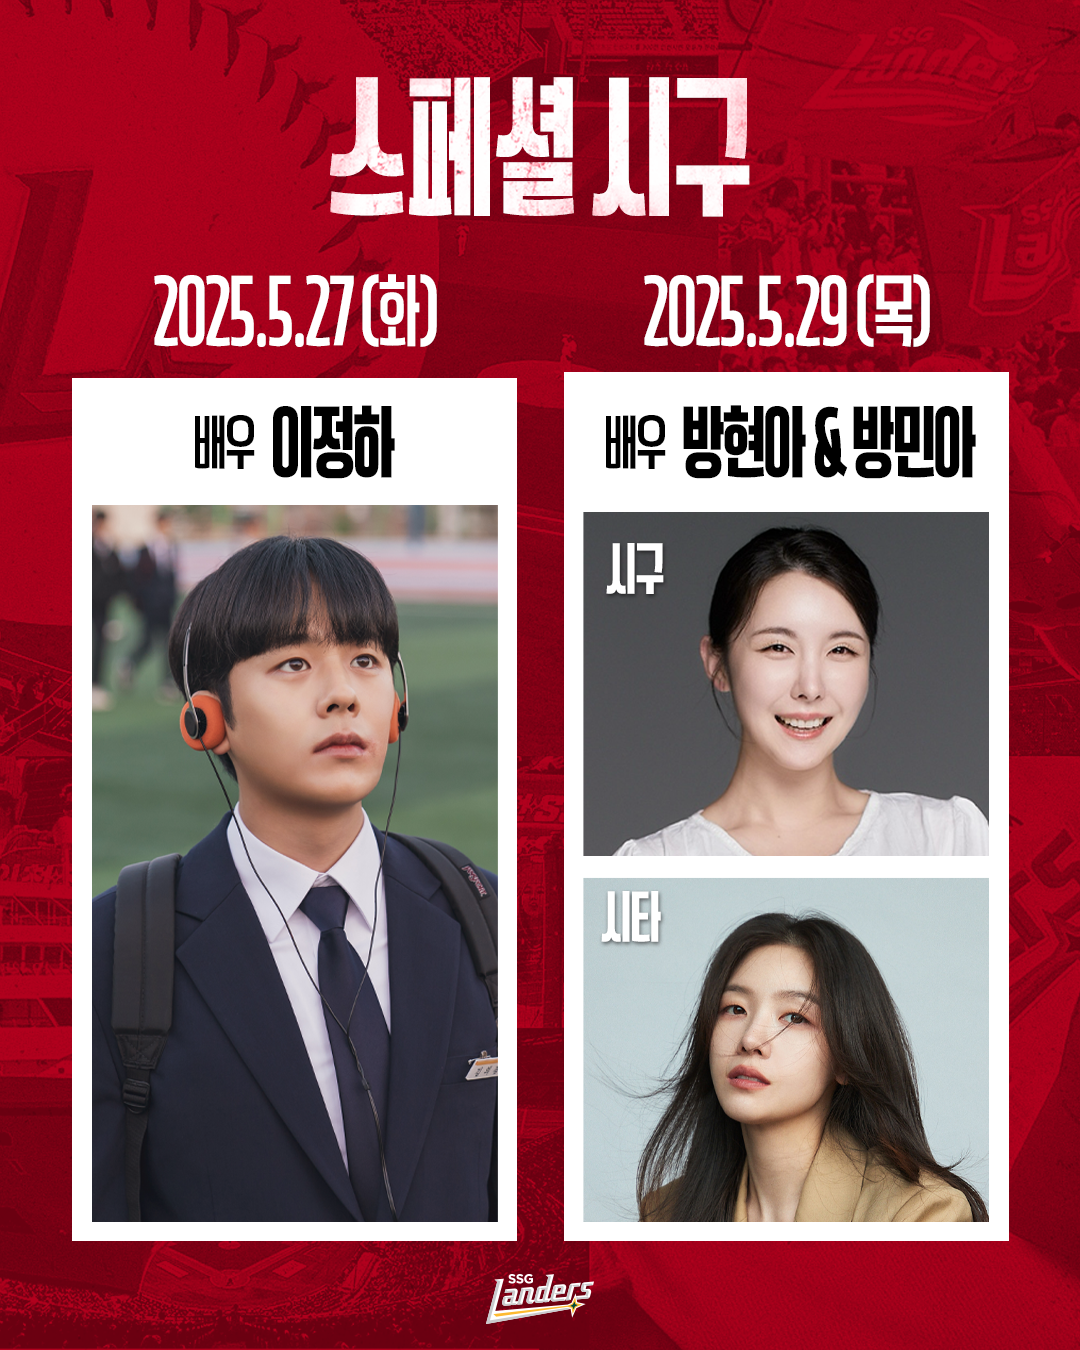 스페셜 시구
2025.5.27 (화)
배우 이정하
2025.5.29 (목)
배우 방현아 & 방민아
시구
시타
SSG
Landers